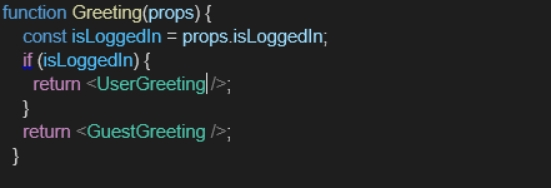 function Greeting(props) {
const isLoggedIn = props.isLoggedIn;
if (isLoggedIn) {
return <UserGreeting />;
}
return <GuestGreeting />;
}